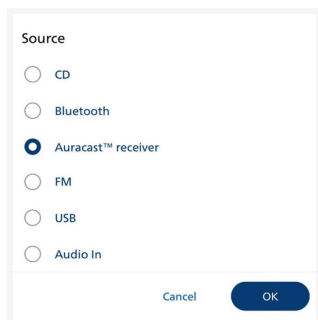 Source
CD
Bluetooth
Auracast™ receiver
FM
USB
Audio In
Cancel OK